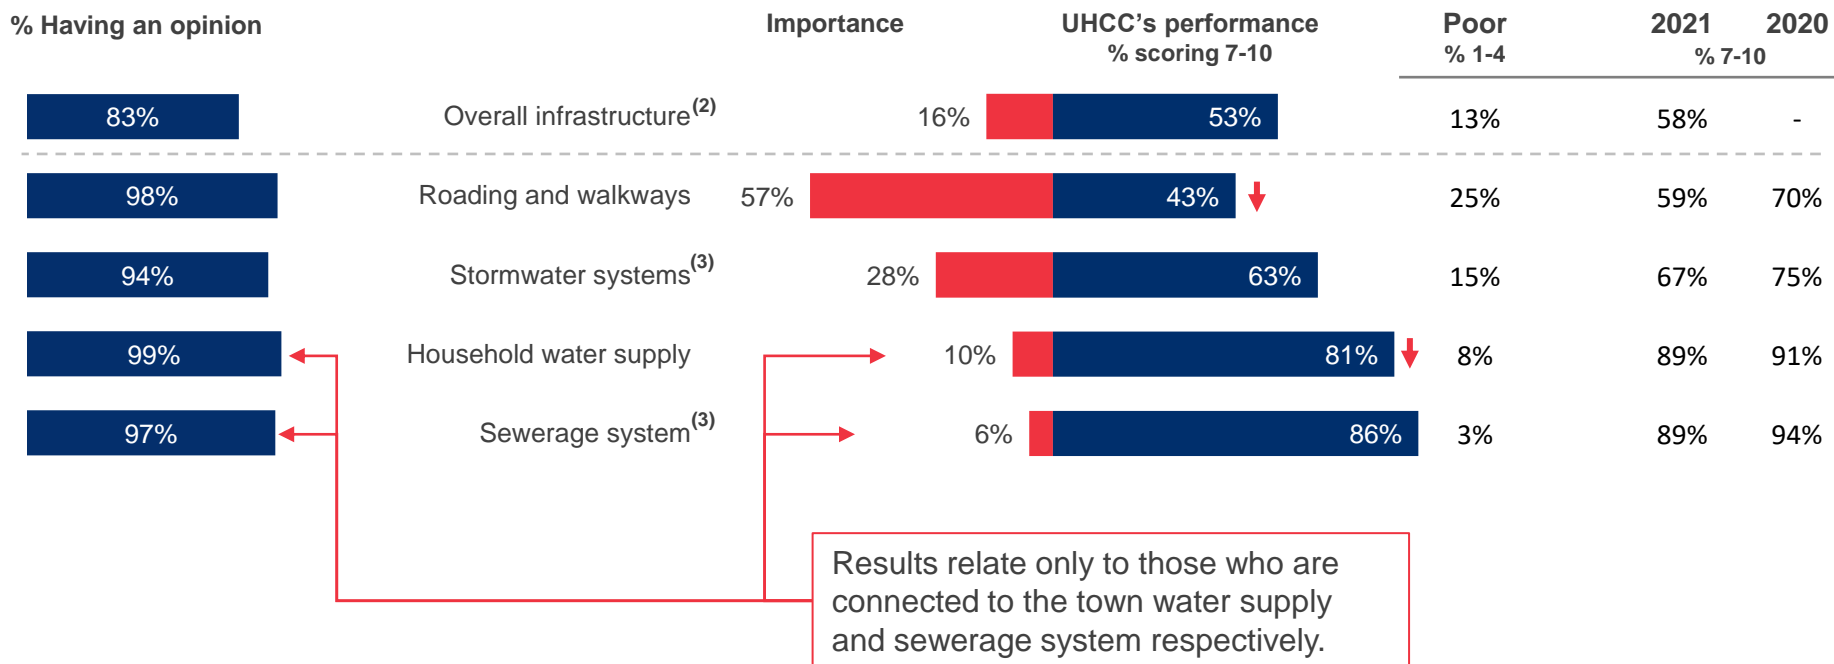 % Having an opinion Importance UHCC’s performance Poor 2021 2020
% scoring 7-10 % 1-4 % 7-10
83% Overall infrastructure(2) 16% 53% 13% 58% -
98% Roading and walkways 57% 43% 25% 59% 70%
94% Stormwater systems(3) 28% 63% 15% 67% 75%
99% Household water supply 10% 81% 8% 89% 91%
97% Sewerage system(3) 6% 86% 3% 89% 94%
Results relate only to those who are
connected to the town water supply
and sewerage system respectively.